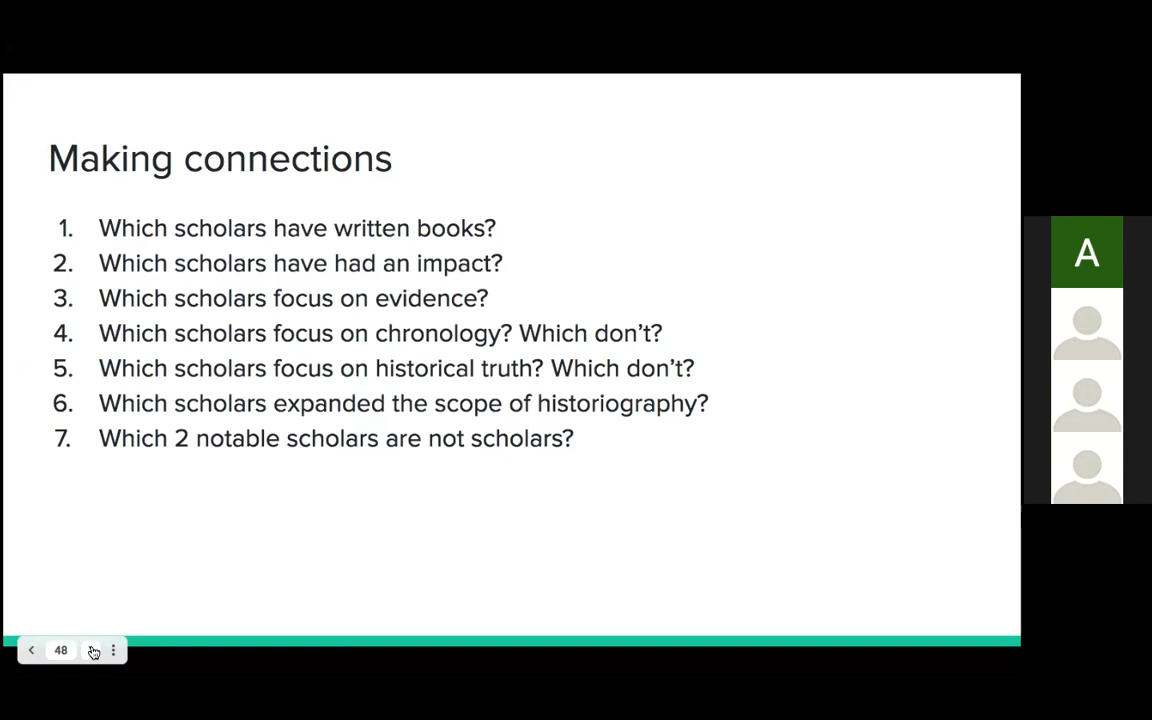 Making connections
1. Which scholars have written books?
2. Which scholars have had an impact?
3. Which scholars focus on evidence?
4. Which scholars focus on chronology? Which don’t?
5. Which scholars focus on historical truth? Which don’t?
6. Which scholars expanded the scope of historiography?
7. Which 2 notable scholars are not scholars?
A
48